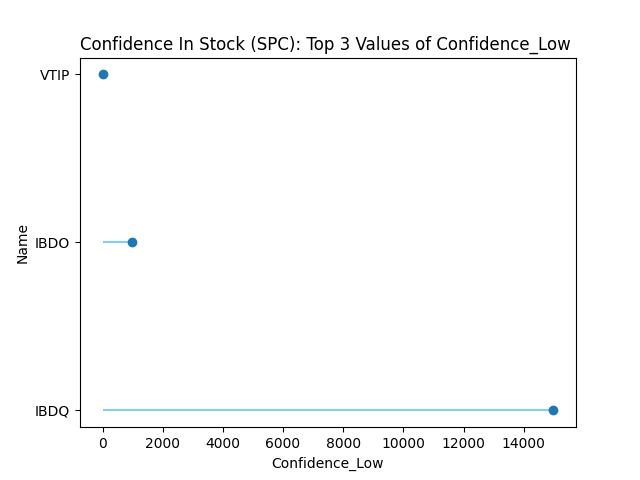 Confidence In Stock (SPC): Top 3 Values of Confidence_Low
VTIP
IBDO
IBDQ
Name
0 2000 4000 6000 8000 10000 12000 14000
Confidence_Low